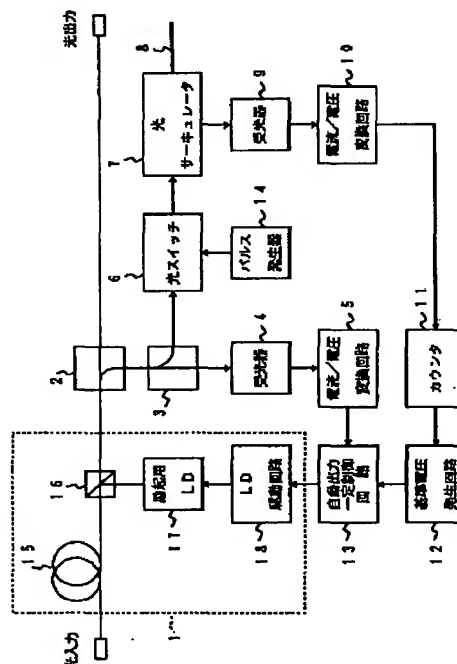 光入力
15
1
16
励起用
LD
17
LD
駆動回路
18
自動出力
一定制御
回路
13
基準電圧
発生回路
12
2
3
受光器
4
電流/電圧
変換回路
5
カウンタ
11
光スイッチ
6
パルス
発生器
14
光
サーキュレータ
7
8
受光器
9
電流/電圧
変換回路
10
光出力